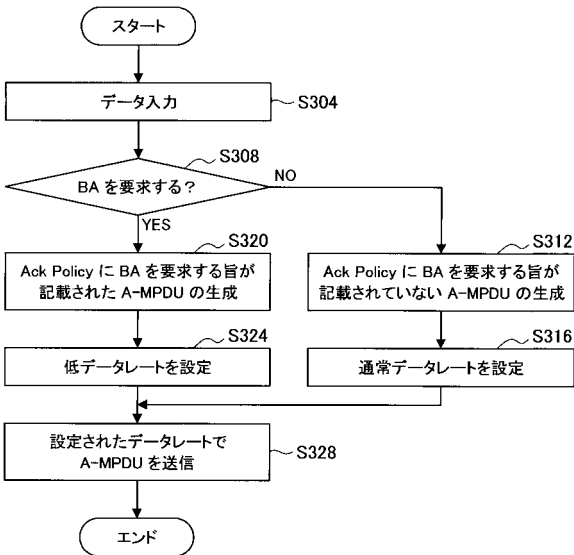 スタート
データ入力
S304
S308
BA を要求する？
NO
YES
S320
Ack Policy に BA を要求する旨が
記載された A-MPDU の生成
S312
Ack Policy に BA を要求する旨が
記載されていない A-MPDU の生成
S324
低データレートを設定
S316
通常データレートを設定
設定されたデータレートで
A-MPDU を送信
S328
エンド